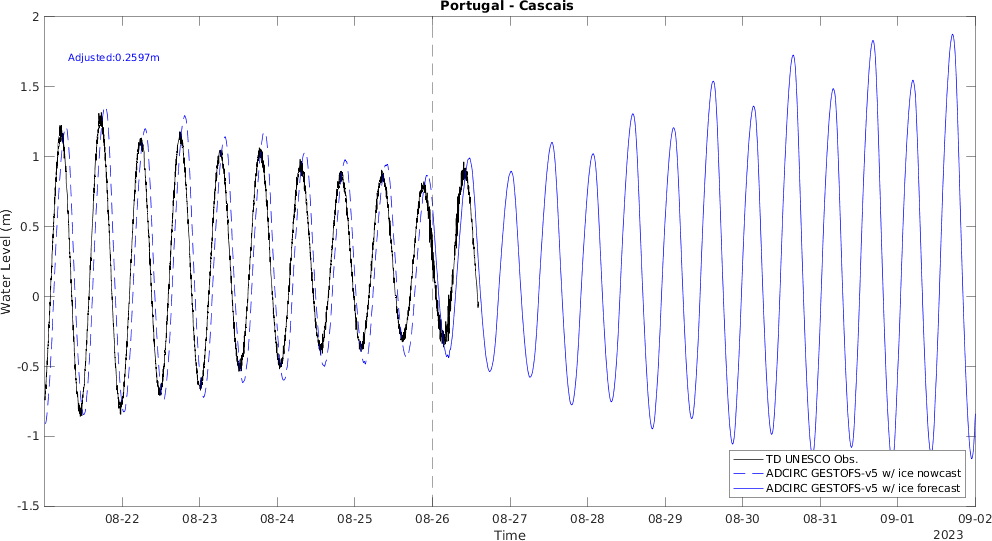 Portugal - Cascais
2
1.5
1
0.5
0
-0.5
-1
-1.5
Water Level (m)
Adjusted:0.2597m
TD UNESCO Obs.
ADCIRC GESTOFS-v5 w/ ice nowcast
ADCIRC GESTOFS-v5 w/ ice forecast
08-22 08-23 08-24 08-25 08-26 08-27 08-28 08-29 08-30 08-31 09-01 09-02
Time
2023